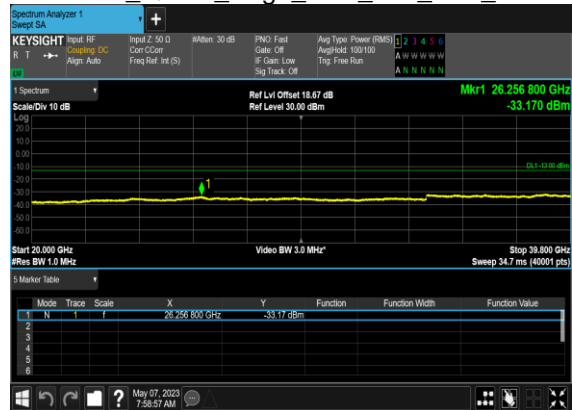 Spectrum Analyzer 1
Swept SA
+
KEYSIGHT Input: RF Input Z: 50 Ω #Atten: 30 dB PNO: Fast Avg Type: Power (RMS) 1 2 3 4 5 6
R T Coupling: DC Corr CCorr Gate: Off Avg|Hold: 100/100 A W W W W W
Align: Auto Freq Ref: Int (S) IF Gain: Low Trig: Free Run
Sig Track: Off A N N N N N
1 Spectrum Ref Lvl Offset 18.67 dB Mkr1 26.256 800 GHz
Scale/Div 10 dB Ref Level 30.00 dBm -33.170 dBm
Log
20.0
10.0
0.00
-10.0
DL1 -13.00 dBm
-20.0
-30.0
1
-40.0
-50.0
-60.0
Start 20.000 GHz Video BW 3.0 MHz* Stop 39.800 GHz
#Res BW 1.0 MHz Sweep 34.7 ms (40001 pts)
5 Marker Table
Mode Trace Scale X Y Function Function Width Function Value
1 N 1 f 26.256 800 GHz -33.17 dBm
2
3
4
5
6
? May 07, 2023
7:58:57 AM